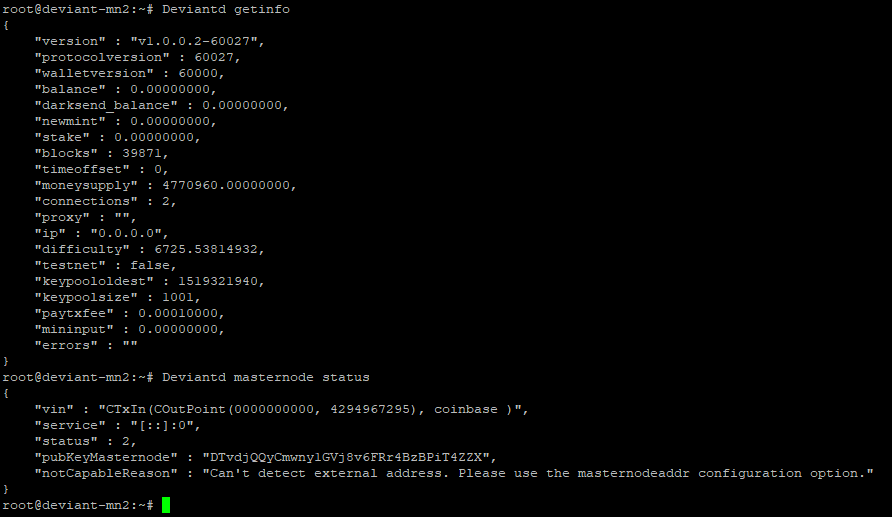 root@deviant-mn2:~# Deviantd getinfo
{
    "version" : "v1.0.0.2-60027",
    "protocolversion" : 60027,
    "walletversion" : 60000,
    "balance" : 0.00000000,
    "darksend_balance" : 0.00000000,
    "newmint" : 0.00000000,
    "stake" : 0.00000000,
    "blocks" : 39871,
    "timeoffset" : 0,
    "moneysupply" : 4770960.00000000,
    "connections" : 2,
    "proxy" : "",
    "ip" : "0.0.0.0",
    "difficulty" : 6725.53814932,
    "testnet" : false,
    "keypoololdest" : 1519321940,
    "keypoolsize" : 1001,
    "paytxfee" : 0.00010000,
    "mininput" : 0.00000000,
    "errors" : ""
}
root@deviant-mn2:~# Deviantd masternode status
{
    "vin" : "CTxIn(COutPoint(0000000000, 4294967295), coinbase )",
    "service" : "[::]:0",
    "status" : 2,
    "pubKeyMasternode" : "DTvdjQQyCmwny1GVj8v6FRr4BzBPiT4ZZX",
    "notCapableReason" : "Can't detect external address. Please use the masternodeaddr configuration option."
}
root@deviant-mn2:~#